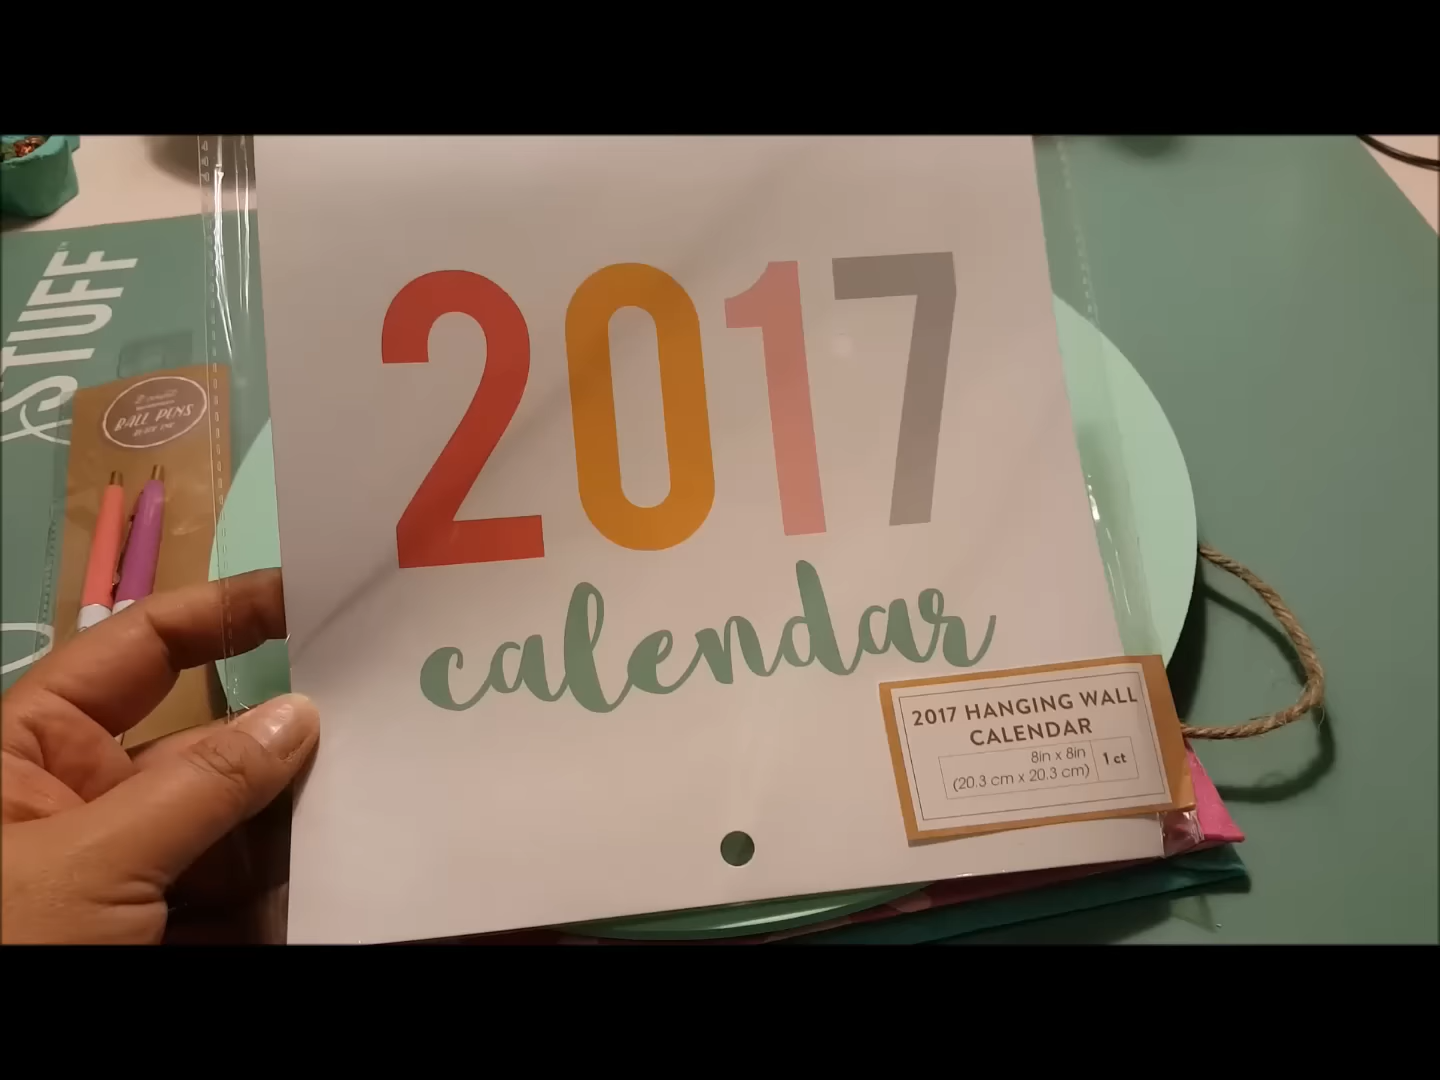 2017
calendar
2017 HANGING WALL
CALENDAR
8in x 8in
(20.3 cm x 20.3 cm)
1 ct
STUFF
BALL PENS